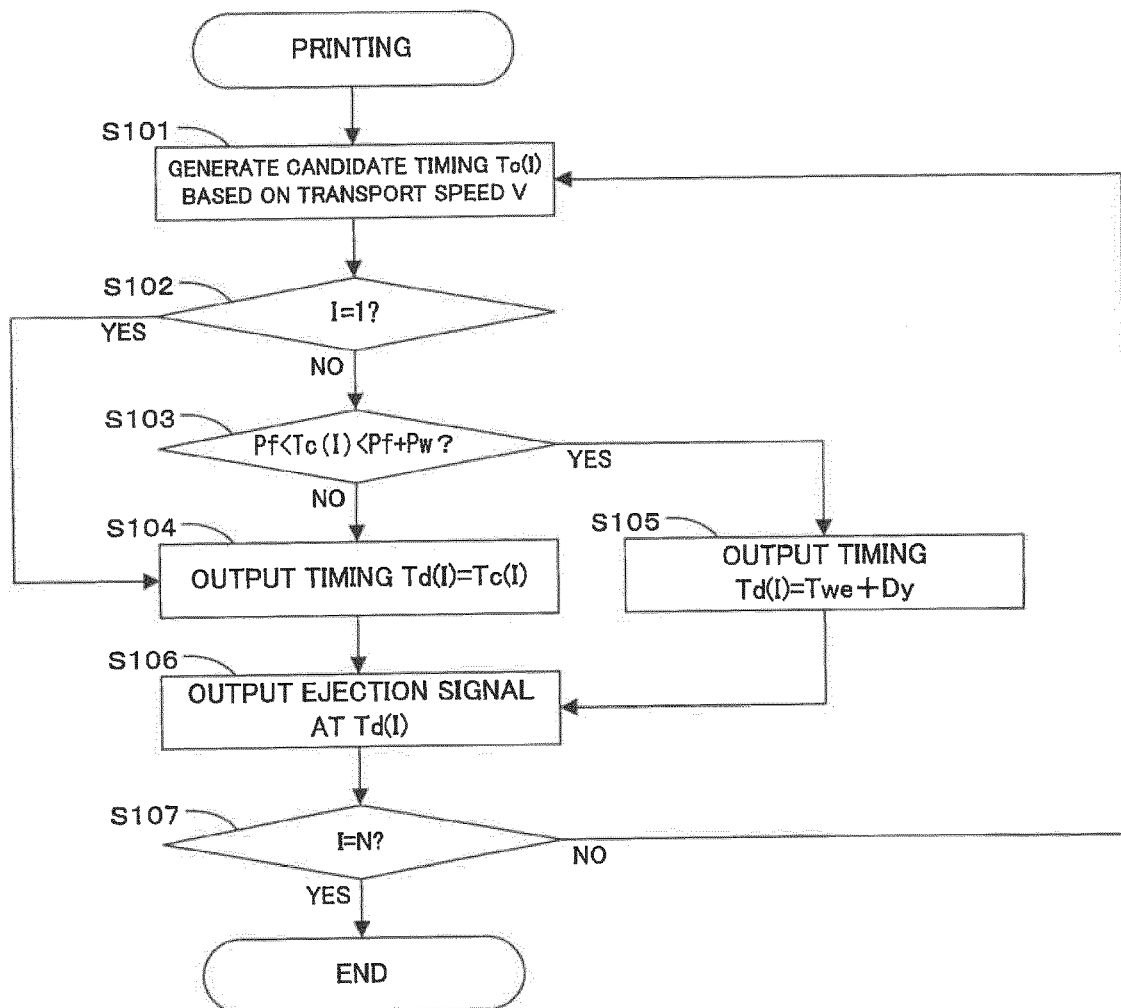 PRINTING
S101
GENERATE CANDIDATE TIMING Tc(I)
BASED ON TRANSPORT SPEED V
S102
I=1?
YES
NO
S103
Pf<Tc(I)<Pf+Pw?
YES
NO
S104
OUTPUT TIMING Td(I)=Tc(I)
S105
OUTPUT TIMING
Td(I)=Twe+Dy
S106
OUTPUT EJECTION SIGNAL
AT Td(I)
S107
I=N?
NO
YES
END